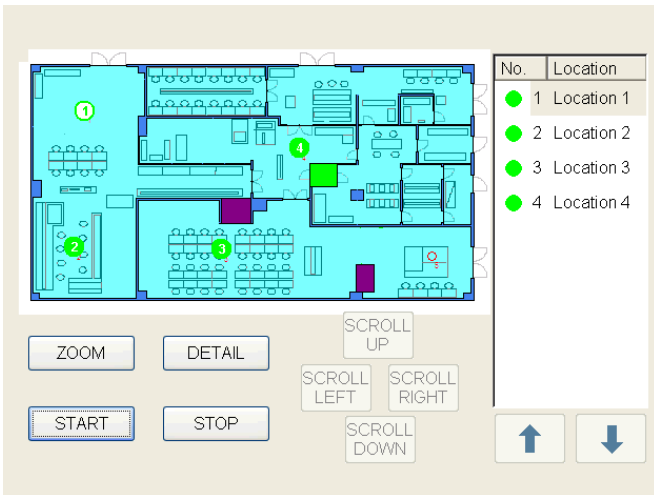 No. Location
1 Location 1
2 Location 2
3 Location 3
4 Location 4
1
4
2
3
ZOOM
DETAIL
START
STOP
SCROLL
UP
SCROLL
LEFT
SCROLL
RIGHT
SCROLL
DOWN